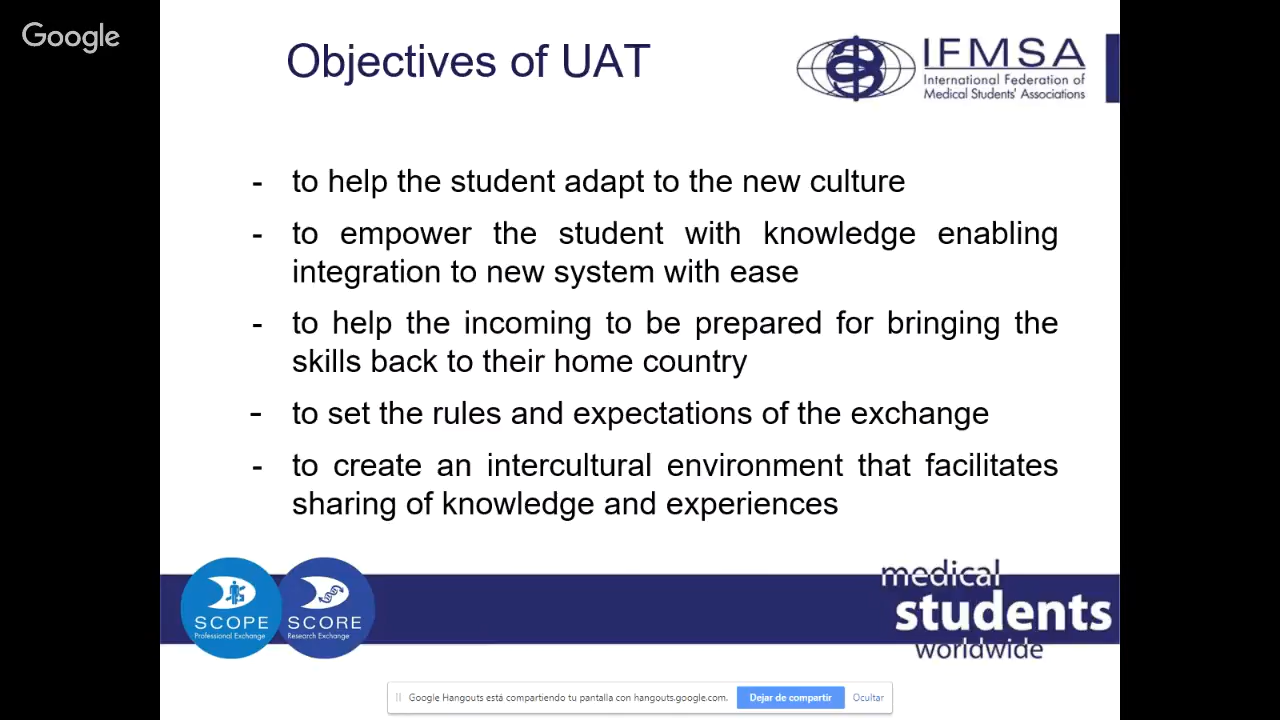 Google
Objectives of UAT
IFMSA
International Federation of
Medical Students' Associations
- to help the student adapt to the new culture
- to empower the student with knowledge enabling
integration to new system with ease
- to help the incoming to be prepared for bringing the
skills back to their home country
- to set the rules and expectations of the exchange
- to create an intercultural environment that facilitates
sharing of knowledge and experiences
SCOPE
Professional Exchange
SCORE
Research Exchange
medical
students
worldwide
Google Hangouts está compartiendo tu pantalla con hangouts.google.com. Dejar de compartir Ocultar